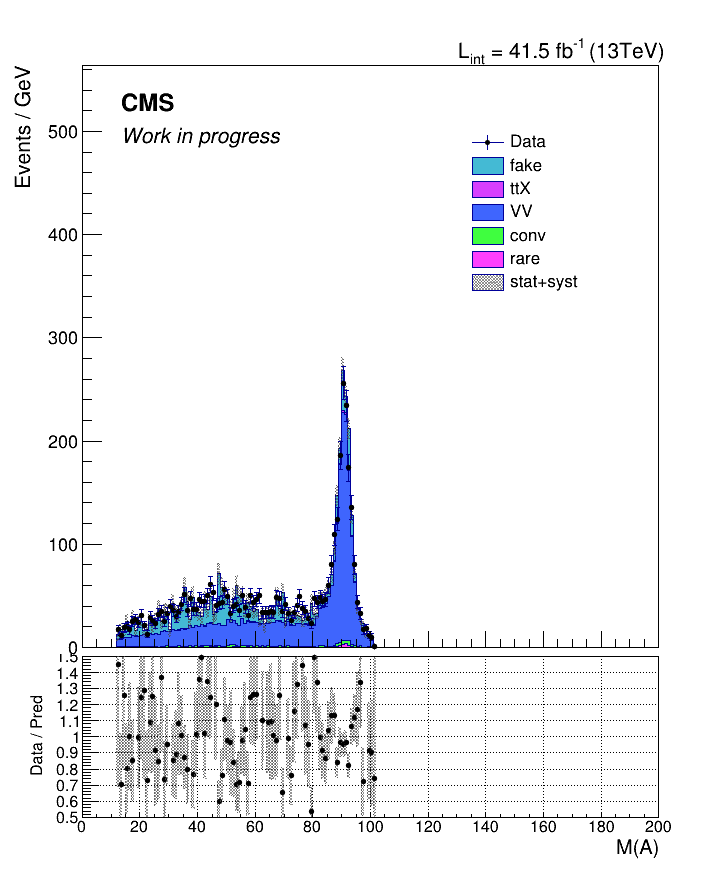 L_int = 41.5 fb^-1 (13TeV)
Events / GeV
CMS
Work in progress
500
400
300
200
100
0
Data
fake
ttX
VV
conv
rare
stat+syst
Data / Pred
1.5
1.4
1.3
1.2
1.1
1
0.9
0.8
0.7
0.6
0.5
0 20 40 60 80 100 120 140 160 180 200
M(A)